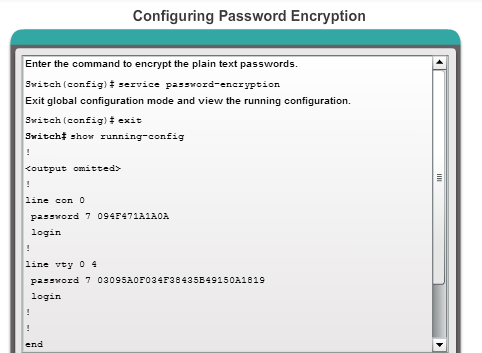 Configuring Password Encryption
Enter the command to encrypt the plain text passwords.
Switch(config)# service password-encryption
Exit global configuration mode and view the running configuration.
Switch(config)# exit
Switch# show running-config
!
<output omitted>
!
line con 0
password 7 094F471A1A0A
login
!
line vty 0 4
password 7 03095A0F034F38435B49150A1819
login
!
!
end